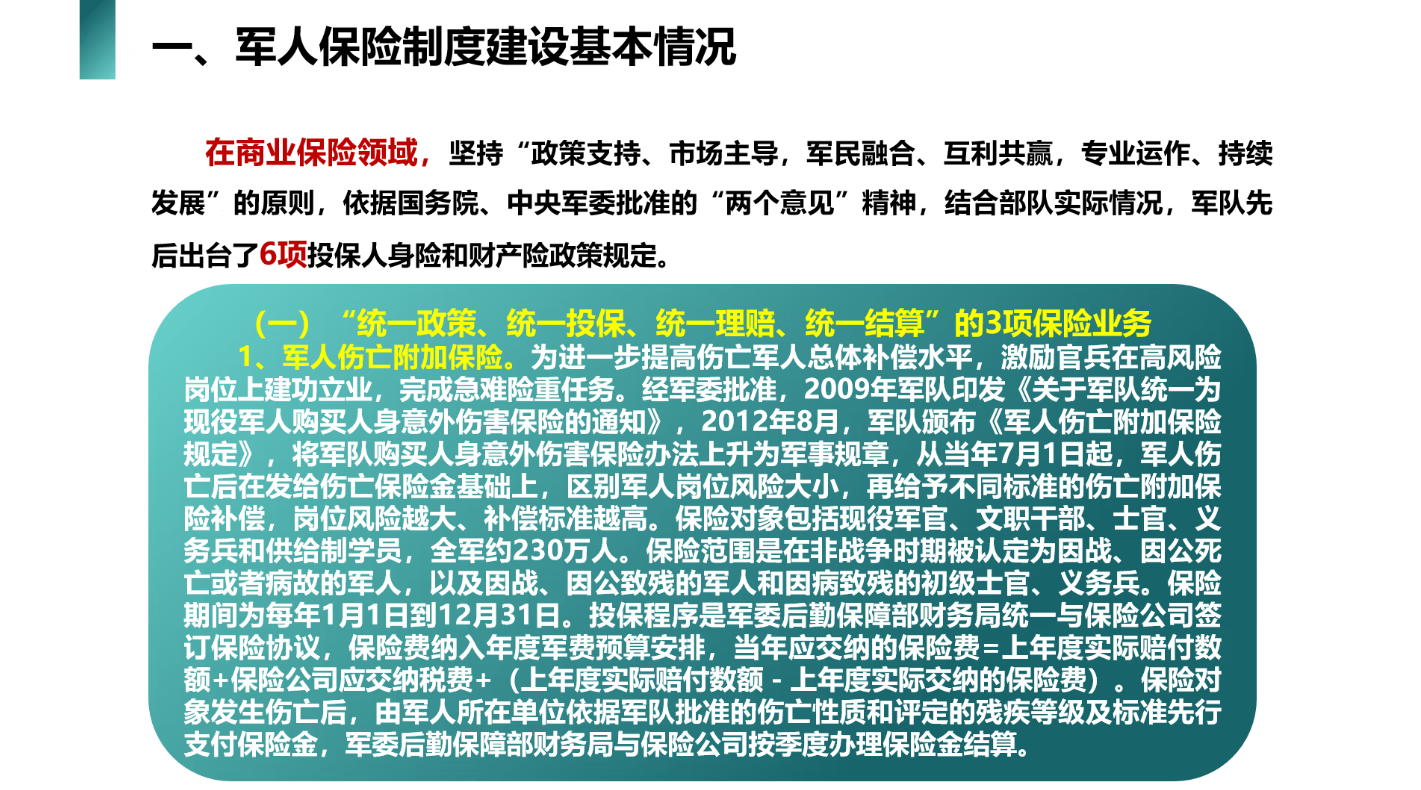 一、军人保险制度建设基本情况
在商业保险领域，坚持“政策支持、市场主导，军民融合、互利共赢，专业运作、持续
发展”的原则，依据国务院、中央军委批准的“两个意见”精神，结合部队实际情况，军队先
后出台了6项投保人身险和财产险政策规定。
（一）“统一政策、统一投保、统一理赔、统一结算”的3项保险业务
1、军人伤亡附加保险。为进一步提高伤亡军人总体补偿水平，激励官兵在高风险
岗位上建功立业，完成急难险重任务。经军委批准，2009年军队印发《关于军队统一为
现役军人购买人身意外伤害保险的通知》，2012年8月，军队颁布《军人伤亡附加保险
规定》，将军队购买人身意外伤害保险办法上升为军事规章，从当年7月1日起，军人伤
亡后在发给伤亡保险金基础上，区别军人岗位风险大小，再给予不同标准的伤亡附加保
险补偿，岗位风险越大、补偿标准越高。保险对象包括现役军官、文职干部、士官、义
务兵和供给制学员，全军约230万人。保险范围是在非战争时期被认定为因战、因公死
亡或者病故的军人，以及因战、因公致残的军人和因病致残的初级士官、义务兵。保险
期间为每年1月1日到12月31日。投保程序是军委后勤保障部财务局统一与保险公司签
订保险协议，保险费纳入年度军费预算安排，当年应交纳的保险费=上年度实际赔付数
额+保险公司应交纳税费+（上年度实际赔付数额－上年度实际交纳的保险费）。保险对
象发生伤亡后，由军人所在单位依据军队批准的伤亡性质和评定的残疾等级及标准先行
支付保险金，军委后勤保障部财务局与保险公司按季度办理保险金结算。